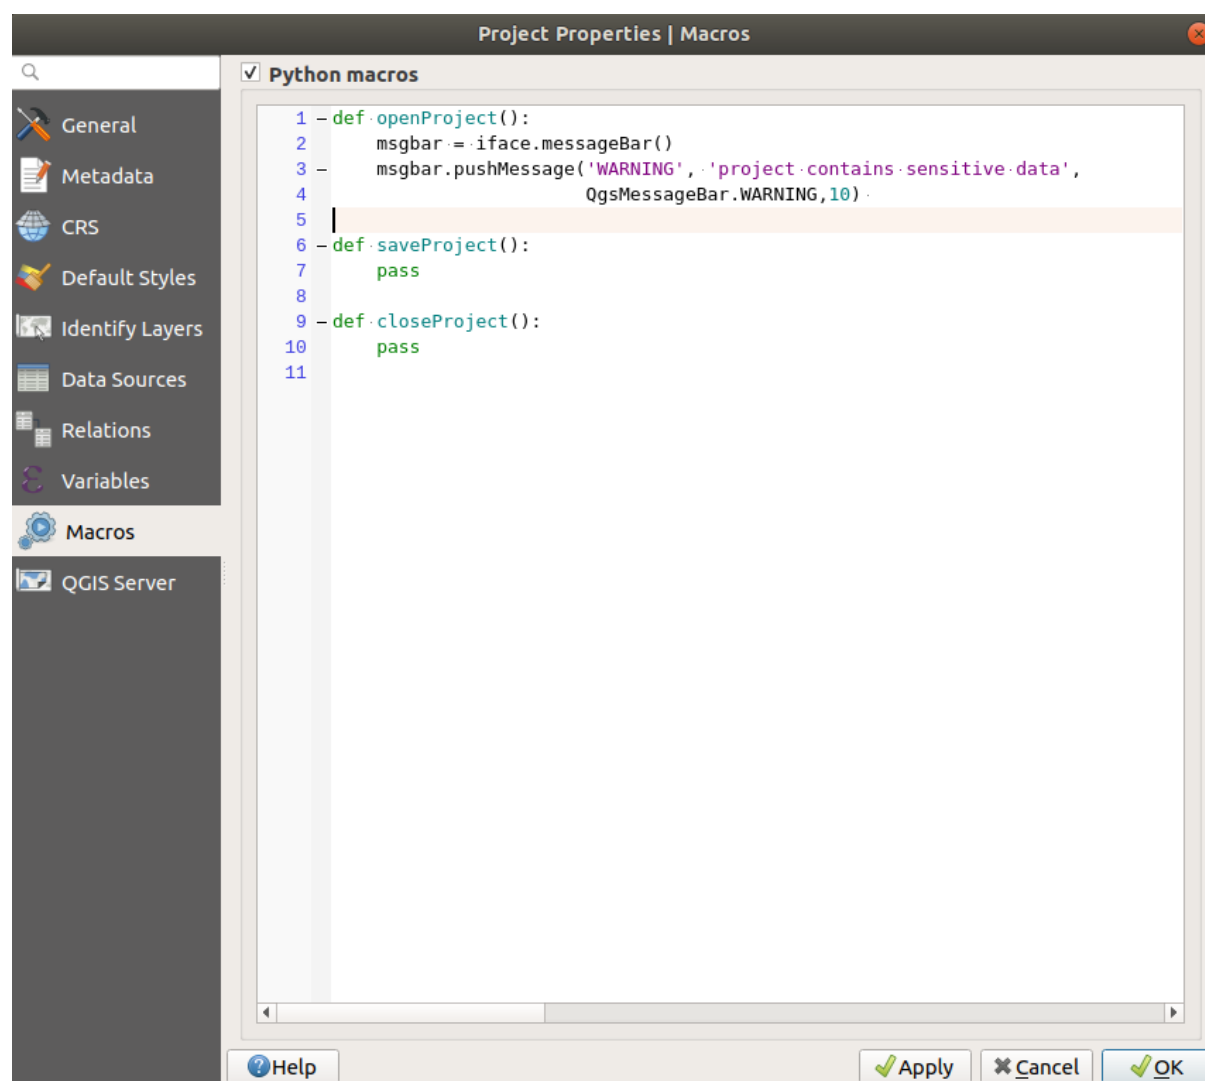 Project Properties | Macros
General
Metadata
CRS
Default Styles
Identify Layers
Data Sources
Relations
Variables
Macros
QGIS Server
Python macros
1 def openProject():
2 msgbar = iface.messageBar()
3 msgbar.pushMessage('WARNING', 'project contains sensitive data',
4 QgsMessageBar.WARNING,10)
5
6 def saveProject():
7 pass
8
9 def closeProject():
10 pass
11
Help
Apply
Cancel
OK